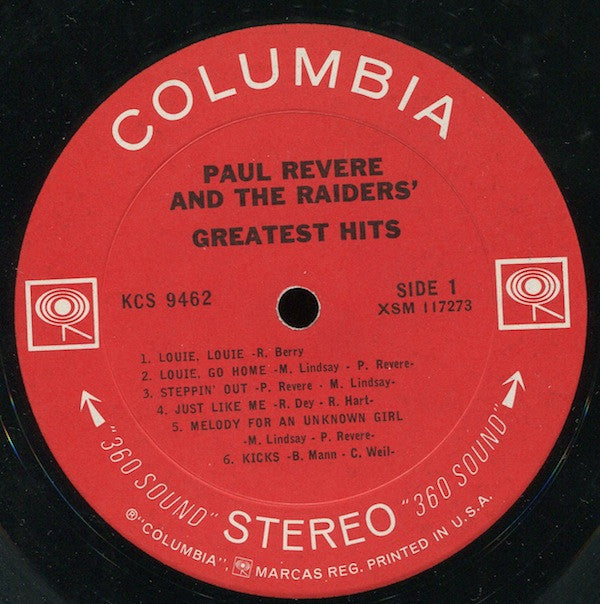 COLUMBIA
PAUL REVERE
AND THE RAIDERS'
GREATEST HITS
KCS 9462
SIDE 1
XSM 117273
1. LOUIE, LOUIE -R. Berry
2. LOUIE, GO HOME -M. Lindsay - P. Revere-
3. STEPPIN' OUT -P. Revere - M. Lindsay-
4. JUST LIKE ME -R. Dey - R. Hart-
5. MELODY FOR AN UNKNOWN GIRL
-M. Lindsay - P. Revere-
6. KICKS -B. Mann - C. Weil-
"360 SOUND" STEREO "360 SOUND"
®"COLUMBIA", MARCAS REG. PRINTED IN U.S.A.